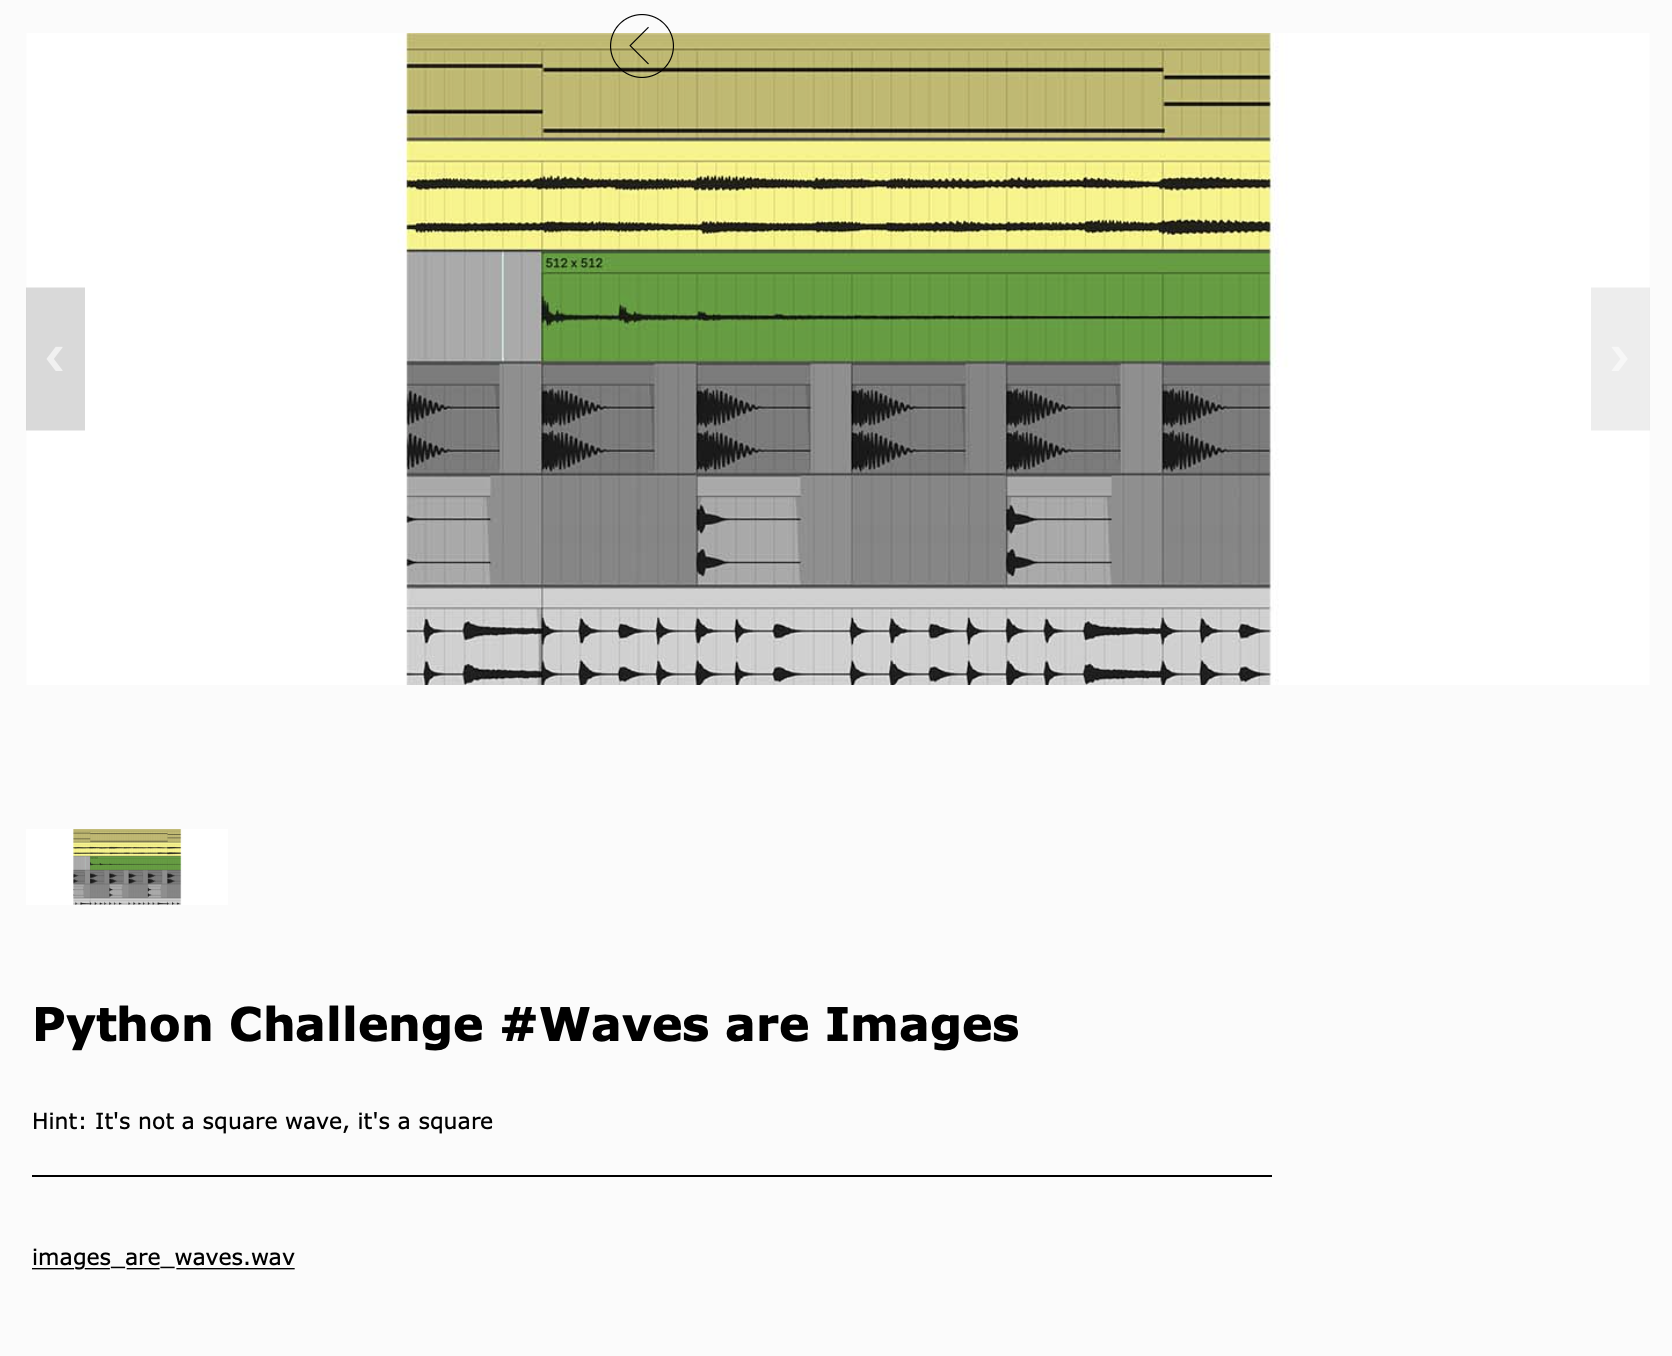 512 x 512
Python Challenge #Waves are Images
Hint: It's not a square wave, it's a square
images_are_waves.wav